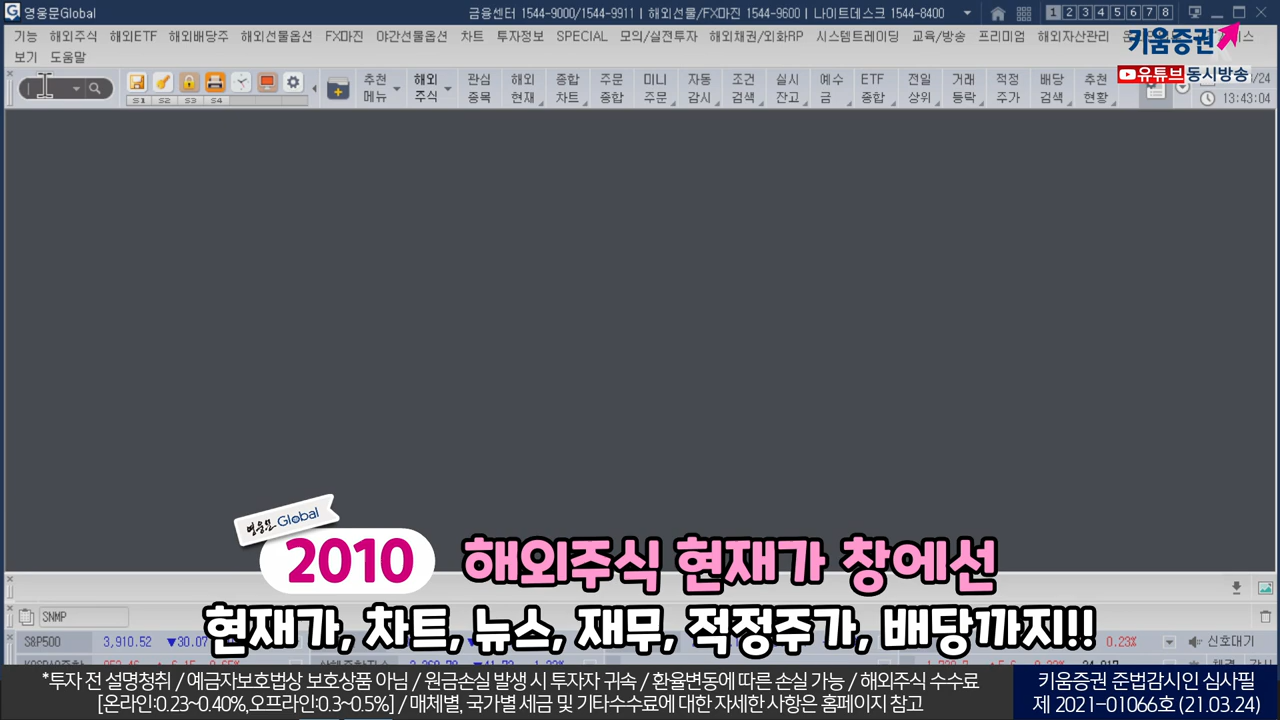 영웅문Global
금융센터 1544-9000/1544-9911 | 해외선물/FX마진 1544-9600 | 나이트데스크 1544-8400
1 2 3 4 5 6 7 8
기능 해외주식 해외ETF 해외배당주 해외선물옵션 FX마진 야간선물옵션 차트 투자정보 SPECIAL 모의/실전투자 해외채권/외화RP 시스템트레이딩 교육/방송 프리미엄 해외자산관리
보기 도움말
키움증권
유튜브동시방송
S1 S2 S3 S4
추천 메뉴 해외 주식 관심 종목 해외 현재 종합 차트 주문 종합 미니 주문 자동 감시 조건 검색 실시 잔고 예수 금 ETF 종합 전일 상위 거래 등락 적정 주가 배당 검색 추천 현황
/24
13:43:04
영웅문 Global
2010 해외주식 현재가 창에선
현재가, 차트, 뉴스, 재무, 적정주가, 배당까지!!
SNMP
S&P500 3,910.52 ▼30.07
0.23% 신호대기
*투자 전 설명청취 / 예금자보호법상 보호상품 아님 / 원금손실 발생 시 투자자 귀속 / 환율변동에 따른 손실 가능 / 해외주식 수수료
[온라인:0.23~0.40%,오프라인:0.3~0.5%] / 매체별, 국가별 세금 및 기타수수료에 대한 자세한 사항은 홈페이지 참고
키움증권 준법감시인 심사필
제 2021-01066호 (21.03.24)